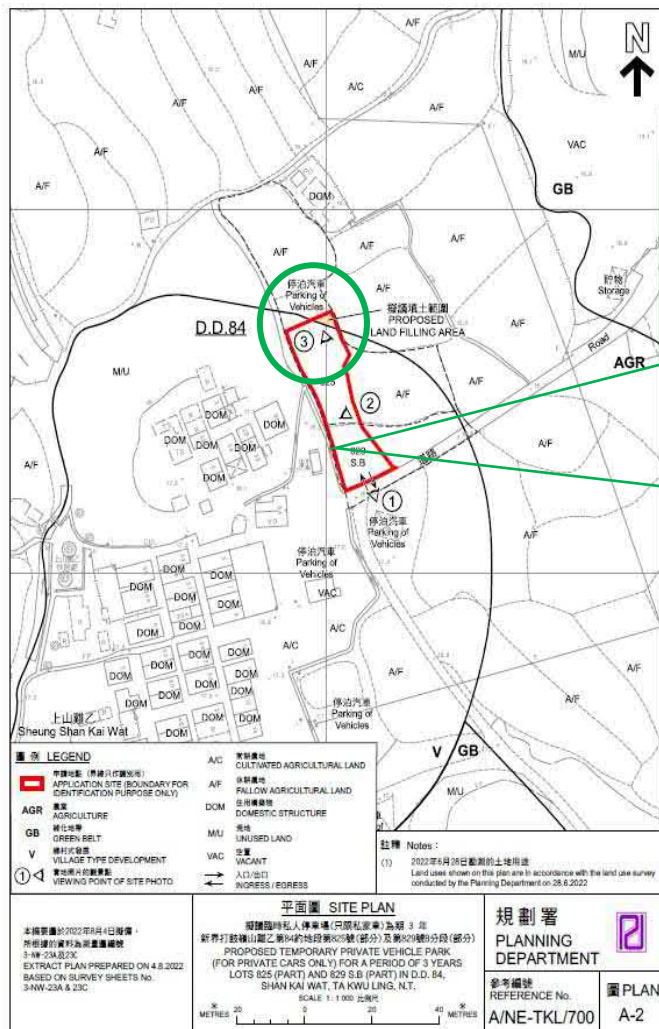 N
A/F
A/F
A/F
M/U
A/F
A/C
A/F
A/F
A/F
VAC
DOM
GB
A/F
A/F
A/F
貯物
Storage
停泊汽車
Parking of
Vehicles
擬議填土範圍
PROPOSED
LAND FILLING AREA
D.D.84
③
Road
道路
AGR
M/U
825
A/F
②
DOM
DOM
DOM
DOM
DOM
DOM
DOM
829
S.B
A/F
A/F
①
停泊汽車
Parking of
Vehicles
停泊汽車
Parking of
Vehicles
VAC
DOM
DOM
DOM
DOM
DOM
DOM
DOM
DOM
DOM
DOM
DOM
A/C
A/C
A/F
A/F
上山雞乙
Sheung Shan Kai Wat
停泊汽車
Parking of
Vehicles
A/F
V
GB
M/U
圖例 LEGEND
申請地點 (界線只作識別用)
APPLICATION SITE (BOUNDARY FOR
IDENTIFICATION PURPOSE ONLY)
AGR 農業
AGRICULTURE
GB 綠化地帶
GREEN BELT
V 鄉村式發展
VILLAGE TYPE DEVELOPMENT
① 實地照片的觀景點
VIEWING POINT OF SITE PHOTO
A/C 常耕農地
CULTIVATED AGRICULTURAL LAND
A/F 休耕農地
FALLOW AGRICULTURAL LAND
DOM 住用構築物
DOMESTIC STRUCTURE
M/U 荒地
UNUSED LAND
VAC 空置
VACANT
入口/出口
INGRESS / EGRESS
註釋 Notes :
(1) 2022年6月28日勘測的土地用途
Land uses shown on this plan are in accordance with the land use survey
conducted by the Planning Department on 28.6.2022
本摘要圖於2022年8月4日擬備,
所根據的資料為測量圖編號
3-NW-23A及23C
EXTRACT PLAN PREPARED ON 4.8.2022
BASED ON SURVEY SHEETS No.
3-NW-23A & 23C
平面圖 SITE PLAN
擬議臨時私人停車場(只限私家車)為期 3 年
新界打鼓嶺山雞乙第84約地段第825號(部分)及第829號B分段(部分)
PROPOSED TEMPORARY PRIVATE VEHICLE PARK
(FOR PRIVATE CARS ONLY) FOR A PERIOD OF 3 YEARS
LOTS 825 (PART) AND 829 S.B (PART) IN D.D. 84,
SHAN KAI WAT, TA KWU LING, N.T.
SCALE 1 : 1 000 比例尺
米 METRES 20 0 20 40 米 METRES
規劃署
PLANNING
DEPARTMENT
參考編號
REFERENCE No.
A/NE-TKL/700
圖 PLAN
A-2